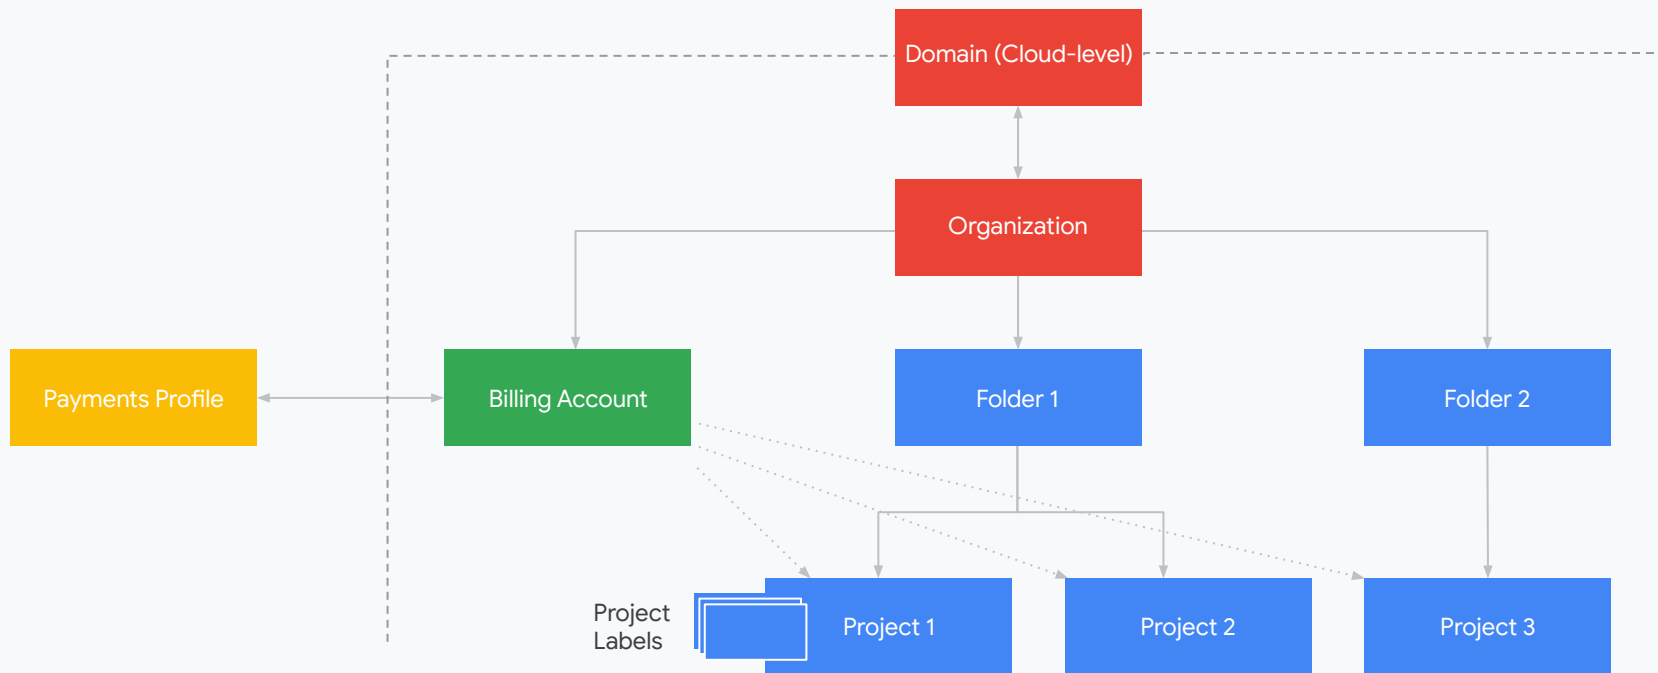 Domain (Cloud-level)
Organization
Payments Profile
Billing Account
Folder 1
Folder 2
Project
Labels
Project 1
Project 2
Project 3